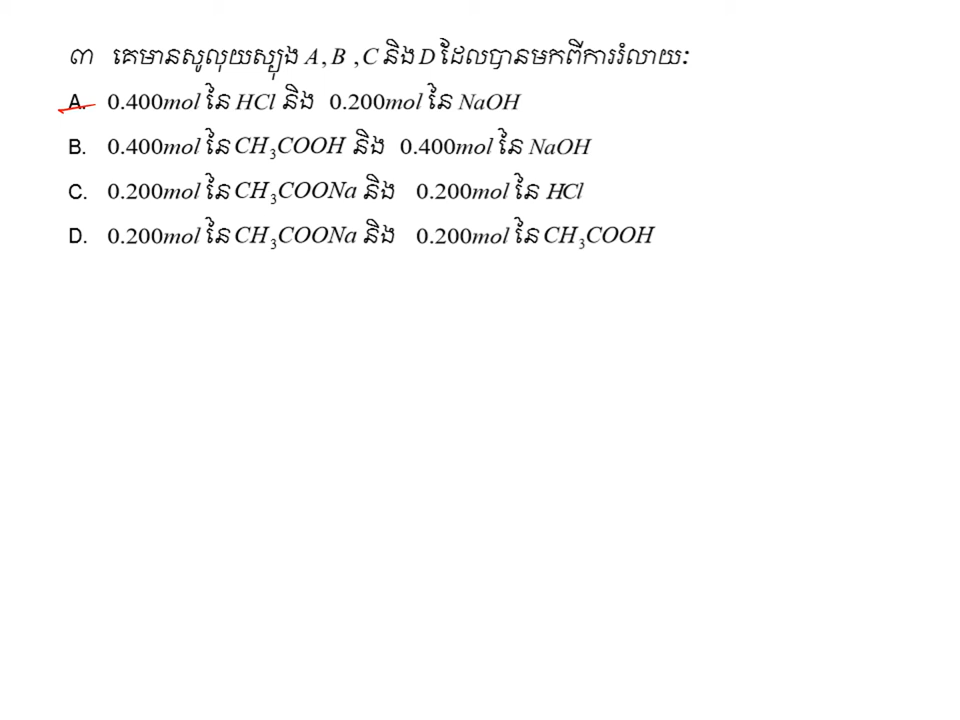 ៣ គេមានសូលុយស្យុង A, B ,C និង D ដែលបានមកពីការរំលាយៈ
A. 0.400mol នៃ HCl និង 0.200mol នៃ NaOH
B. 0.400mol នៃ CH₃COOH និង 0.400mol នៃ NaOH
C. 0.200mol នៃ CH₃COONa និង 0.200mol នៃ HCl
D. 0.200mol នៃ CH₃COONa និង 0.200mol នៃ CH₃COOH